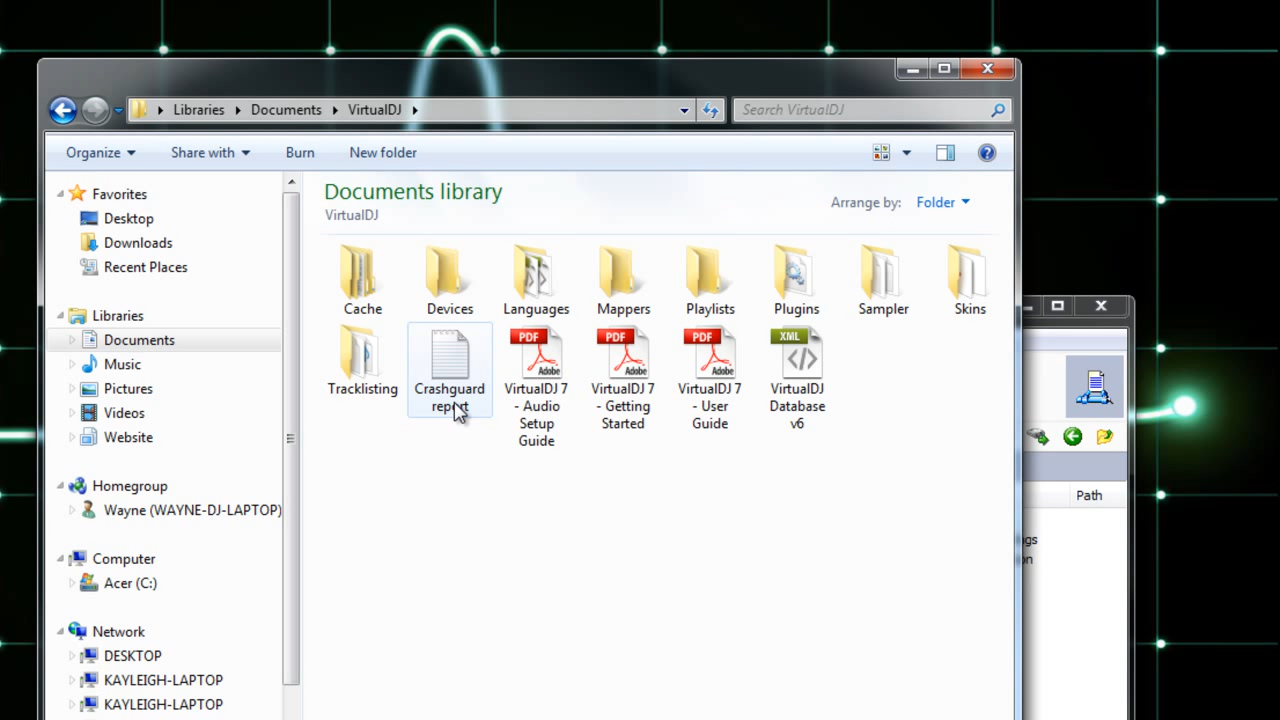 Libraries
Documents
VirtualDJ
Search VirtualDJ
Organize
Share with
Burn
New folder
Favorites
Desktop
Downloads
Recent Places
Libraries
Documents
Music
Pictures
Videos
Website
Homegroup
Wayne (WAYNE-DJ-LAPTOP)
Computer
Acer (C:)
Network
DESKTOP
KAYLEIGH-LAPTOP
KAYLEIGH-LAPTOP
Documents library
VirtualDJ
Arrange by: Folder
Cache
Devices
Languages
Mappers
Playlists
Plugins
Sampler
Skins
Tracklisting
Crashguard
report
PDF
Adobe
VirtualDJ 7
- Audio
Setup
Guide
PDF
Adobe
VirtualDJ 7
- Getting
Started
PDF
Adobe
VirtualDJ 7
- User
Guide
XML
VirtualDJ
Database
v6
Path
gs
on